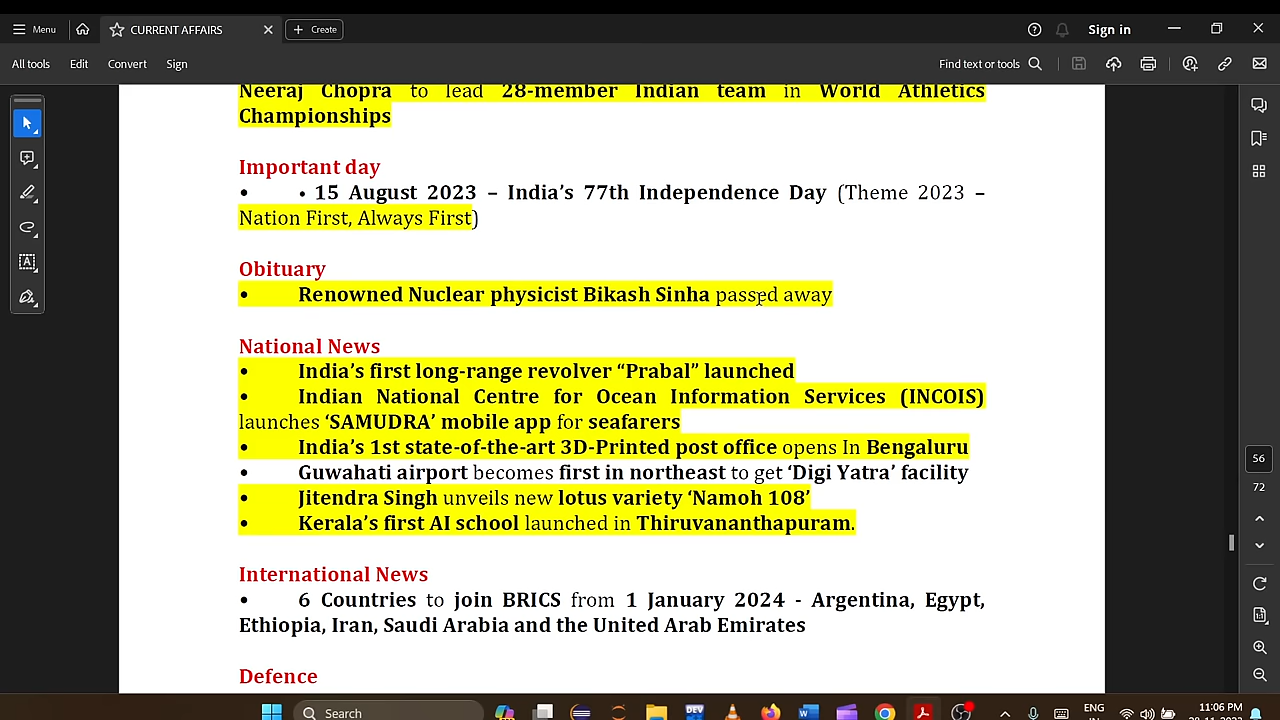 Menu
CURRENT AFFAIRS
Create
Sign in
All tools Edit Convert Sign
Find text or tools
Neeraj Chopra to lead 28-member Indian team in World Athletics
Championships
Important day
• • 15 August 2023 – India’s 77th Independence Day (Theme 2023 –
Nation First, Always First)
Obituary
• Renowned Nuclear physicist Bikash Sinha passed away
National News
• India’s first long-range revolver “Prabal” launched
• Indian National Centre for Ocean Information Services (INCOIS)
launches ‘SAMUDRA’ mobile app for seafarers
• India’s 1st state-of-the-art 3D-Printed post office opens In Bengaluru
• Guwahati airport becomes first in northeast to get ‘Digi Yatra’ facility
• Jitendra Singh unveils new lotus variety ‘Namoh 108’
• Kerala’s first AI school launched in Thiruvananthapuram.
International News
• 6 Countries to join BRICS from 1 January 2024 - Argentina, Egypt,
Ethiopia, Iran, Saudi Arabia and the United Arab Emirates
Defence
56
72
Search
DEV
ENG
11:06 PM